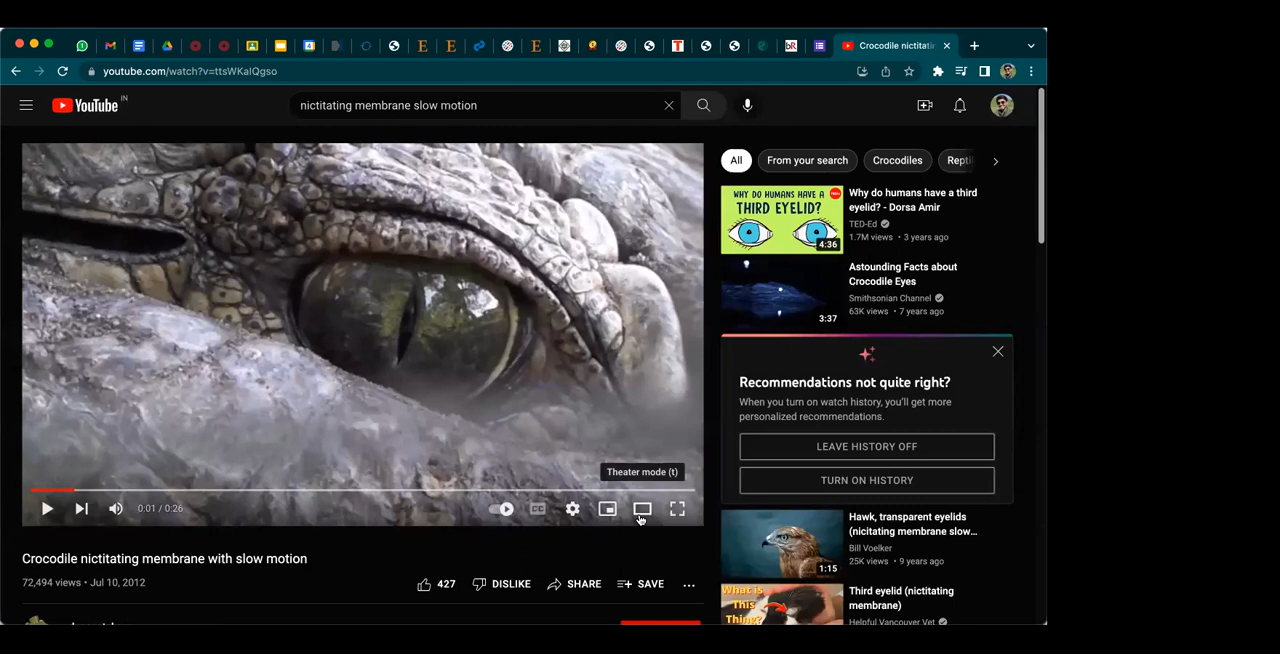 Crocodile nictitatin
youtube.com/watch?v=ttsWKalQgso
YouTube IN
nictitating membrane slow motion
All
From your search
Crocodiles
Repti
WHY DO HUMANS HAVE A
THIRD EYELID?
4:36
Why do humans have a third
eyelid? - Dorsa Amir
TED-Ed
1.7M views • 3 years ago
3:37
Astounding Facts about
Crocodile Eyes
Smithsonian Channel
63K views • 7 years ago
Recommendations not quite right?
When you turn on watch history, you'll get more
personalized recommendations.
LEAVE HISTORY OFF
TURN ON HISTORY
Theater mode (t)
0:01 / 0:26
CC
Crocodile nictitating membrane with slow motion
72,494 views • Jul 10, 2012
427
DISLIKE
SHARE
SAVE
1:15
Hawk, transparent eyelids
(nicitating membrane slow...
Bill Voelker
25K views • 9 years ago
What is
This
Thing?
Third eyelid (nictitating
membrane)
Helpful Vancouver Vet